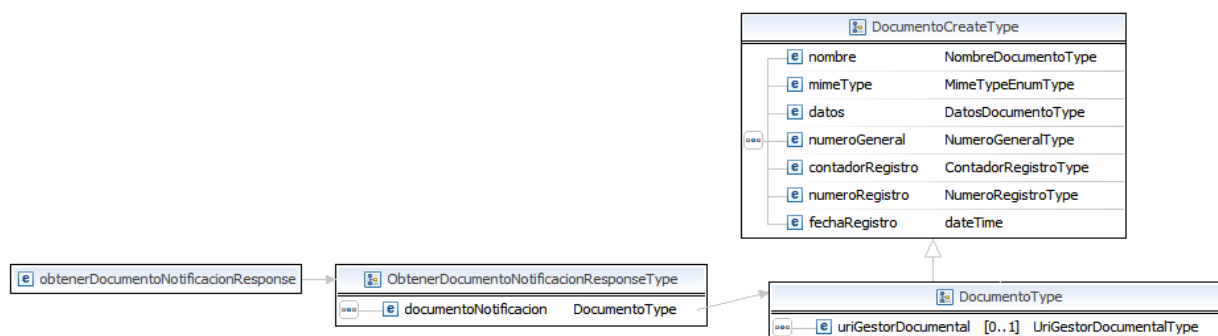 DocumentoCreateType
e nombre NombreDocumentoType
e mimeType MimeTypeEnumType
e datos DatosDocumentoType
e numeroGeneral NumeroGeneralType
e contadorRegistro ContadorRegistroType
e numeroRegistro NumeroRegistroType
e fechaRegistro dateTime
e obtenerDocumentoNotificacionResponse
ObtenerDocumentoNotificacionResponseType
e documentoNotificacion DocumentoType
DocumentoType
e uriGestorDocumental [0..1] UriGestorDocumentalType